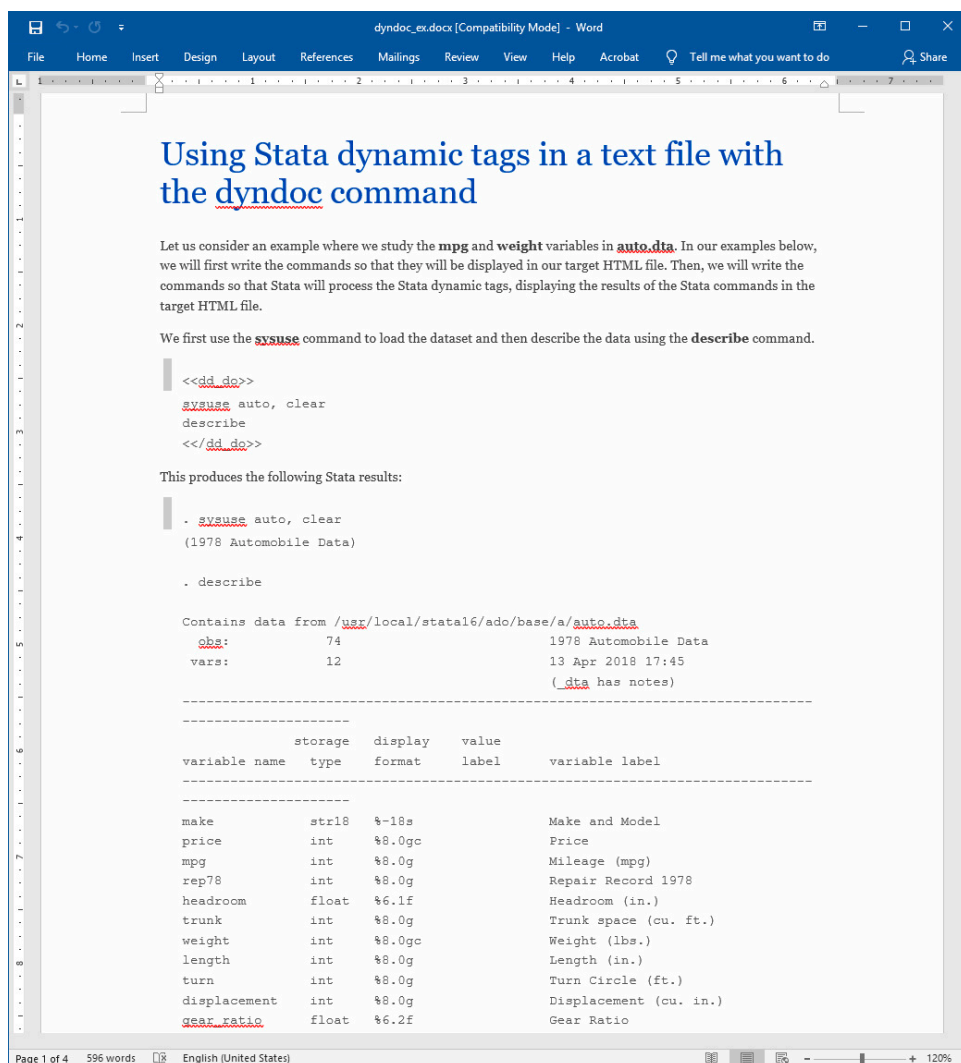 dyndoc_ex.docx [Compatibility Mode] - Word
File Home Insert Design Layout References Mailings Review View Help Acrobat Tell me what you want to do Share
1 1 2 3 4 5 6 7
Using Stata dynamic tags in a text file with
the dyndoc command
Let us consider an example where we study the mpg and weight variables in auto.dta. In our examples below,
we will first write the commands so that they will be displayed in our target HTML file. Then, we will write the
commands so that Stata will process the Stata dynamic tags, displaying the results of the Stata commands in the
target HTML file.
We first use the sysuse command to load the dataset and then describe the data using the describe command.
<<dd_do>>
sysuse auto, clear
describe
<</dd_do>>
This produces the following Stata results:
. sysuse auto, clear
(1978 Automobile Data)
. describe
Contains data from /usr/local/stata16/ado/base/a/auto.dta
obs: 74 1978 Automobile Data
vars: 12 13 Apr 2018 17:45
(_dta has notes)
-------------------------------------------------------------------------------
---------------------
storage display value
variable name type format label variable label
-------------------------------------------------------------------------------
---------------------
make str18 %-18s Make and Model
price int %8.0gc Price
mpg int %8.0g Mileage (mpg)
rep78 int %8.0g Repair Record 1978
headroom float %6.1f Headroom (in.)
trunk int %8.0g Trunk space (cu. ft.)
weight int %8.0gc Weight (lbs.)
length int %8.0g Length (in.)
turn int %8.0g Turn Circle (ft.)
displacement int %8.0g Displacement (cu. in.)
gear_ratio float %6.2f Gear Ratio
Page 1 of 4 596 words English (United States) - + 120%